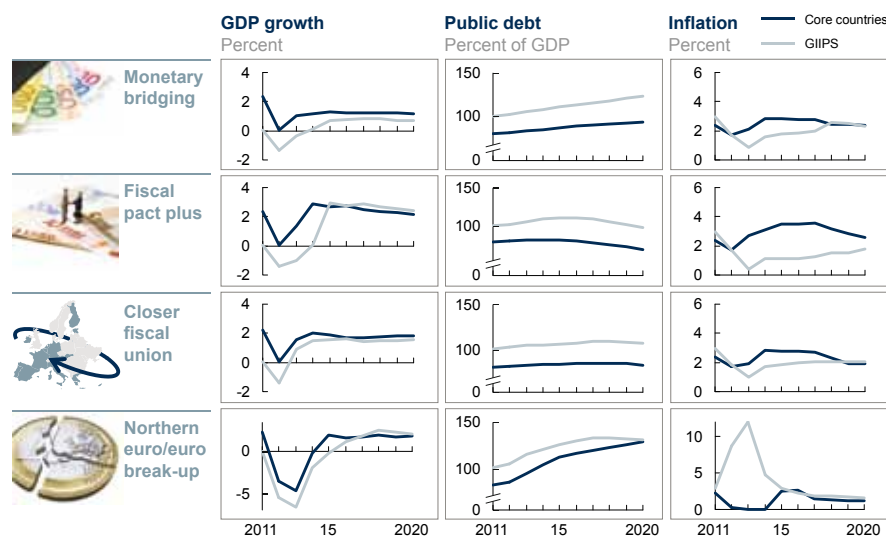 GDP growth
Percent
Public debt
Percent of GDP
Inflation
Percent
Core countries
GIIPS
Monetary
bridging
4
2
0
-2
150
100
0
6
4
2
0
Fiscal
pact plus
4
2
0
-2
150
100
0
6
4
2
0
Closer
fiscal
union
4
2
0
-2
150
100
0
6
4
2
0
Northern
euro/euro
break-up
0
-5
150
100
0
10
5
0
2011 15 2020
2011 15 2020
2011 15 2020